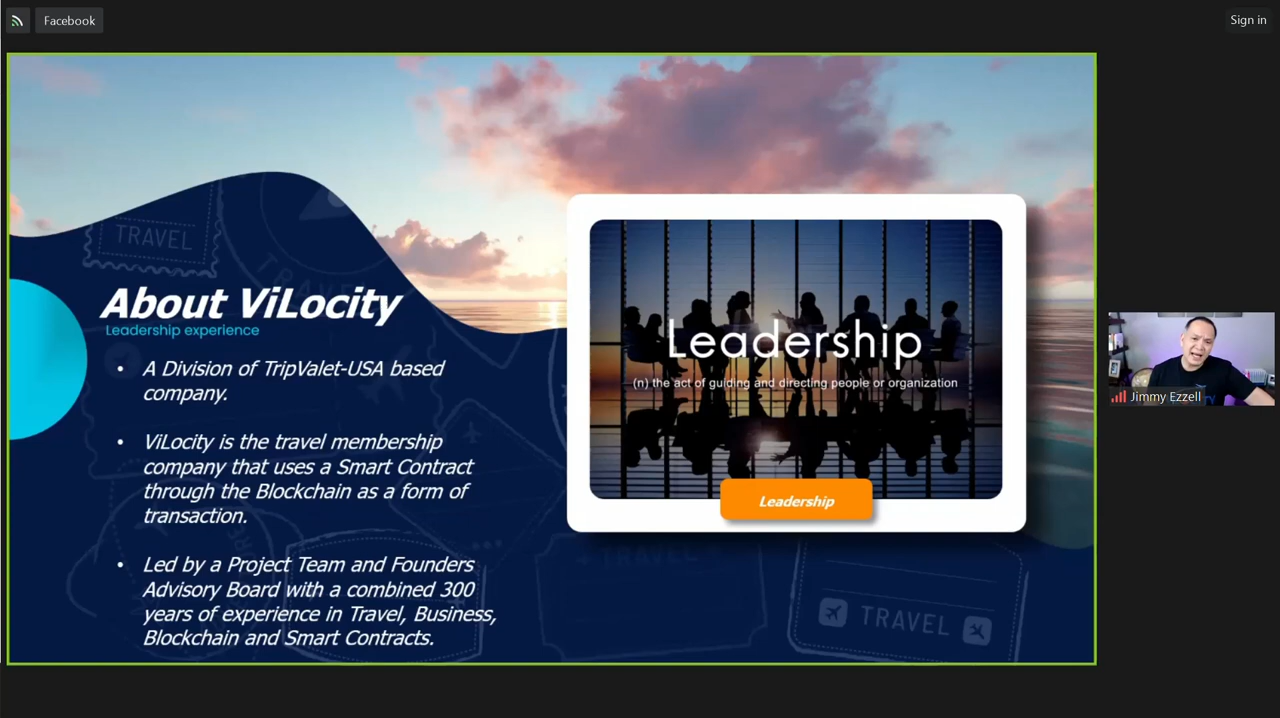 Facebook
Sign in
TRAVEL
About ViLocity
Leadership experience
• A Division of TripValet-USA based
company.
• ViLocity is the travel membership
company that uses a Smart Contract
through the Blockchain as a form of
transaction.
• Led by a Project Team and Founders
Advisory Board with a combined 300
years of experience in Travel, Business,
Blockchain and Smart Contracts.
Leadership
(n) the act of guiding and directing people or organization
Leadership
TRAVEL
TRAVEL
Jimmy Ezzell